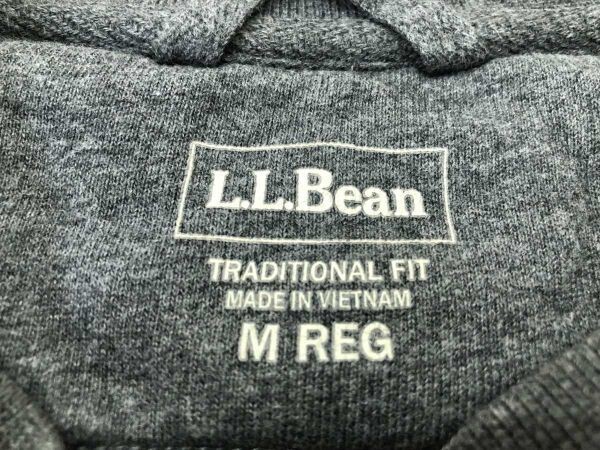 L.L.Bean
TRADITIONAL FIT
MADE IN VIETNAM
M REG